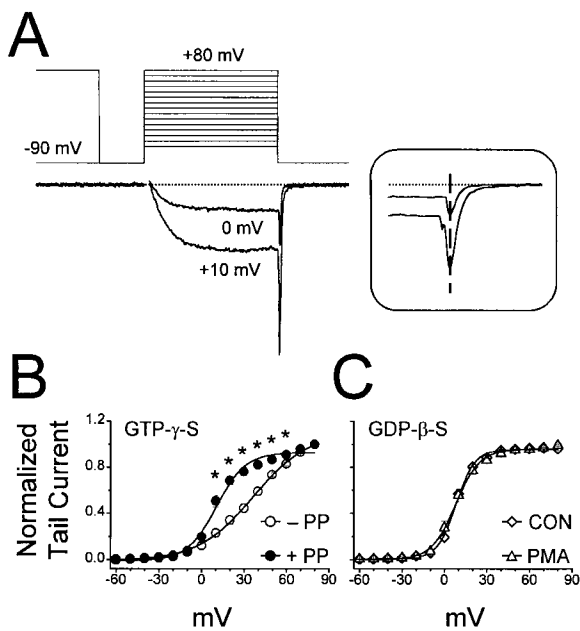 A
+80 mV
-90 mV
0 mV
+10 mV
B
C
GTP-γ-S
GDP-β-S
Normalized
Tail Current
1.2
0.8
0.4
0.0
* * * * * *
– PP
+ PP
CON
PMA
-60 -30 0 30 60 90
-60 -30 0 30 60 90
mV
mV